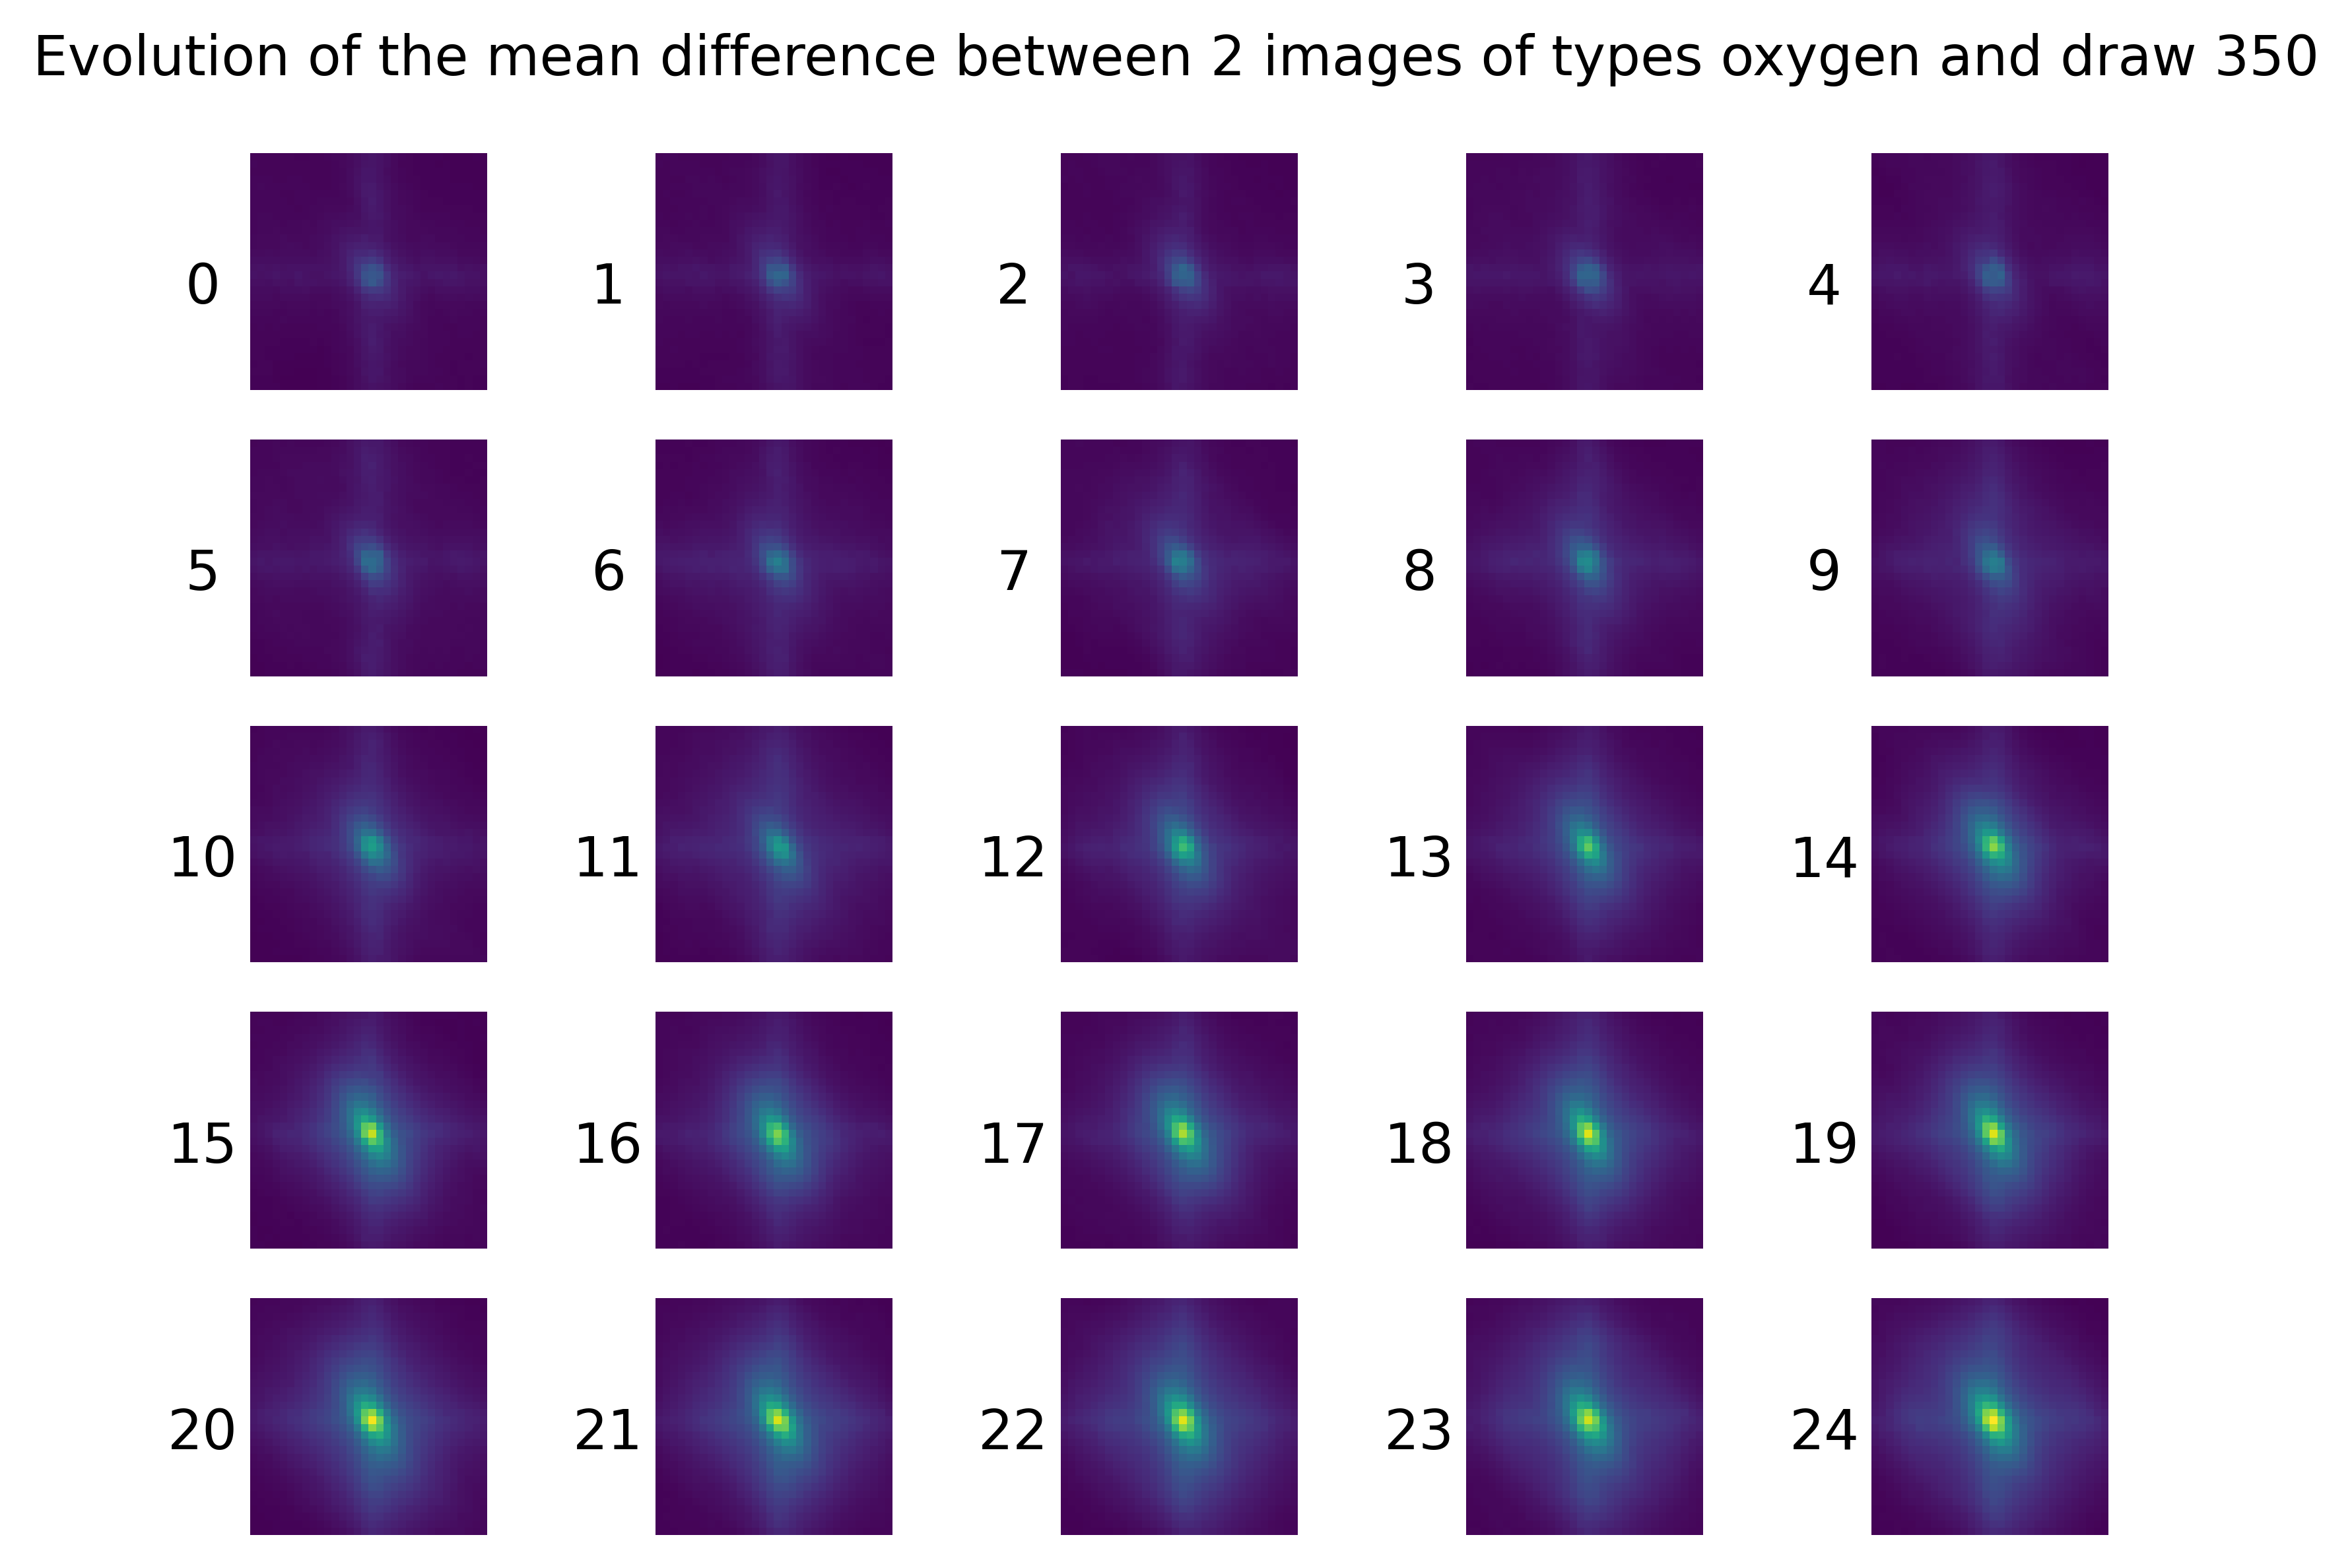 Evolution of the mean difference between 2 images of types oxygen and draw 350
0 1 2 3 4
5 6 7 8 9
10 11 12 13 14
15 16 17 18 19
20 21 22 23 24